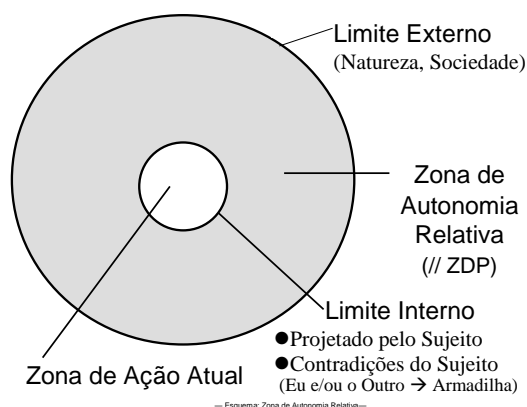 Limite Externo
(Natureza, Sociedade)
Zona de
Autonomia
Relativa
(// ZDP)
Limite Interno
●Projetado pelo Sujeito
●Contradições do Sujeito
(Eu e/ou o Outro → Armadilha)
Zona de Ação Atual
— Esquema: Zona de Autonomia Relativa—